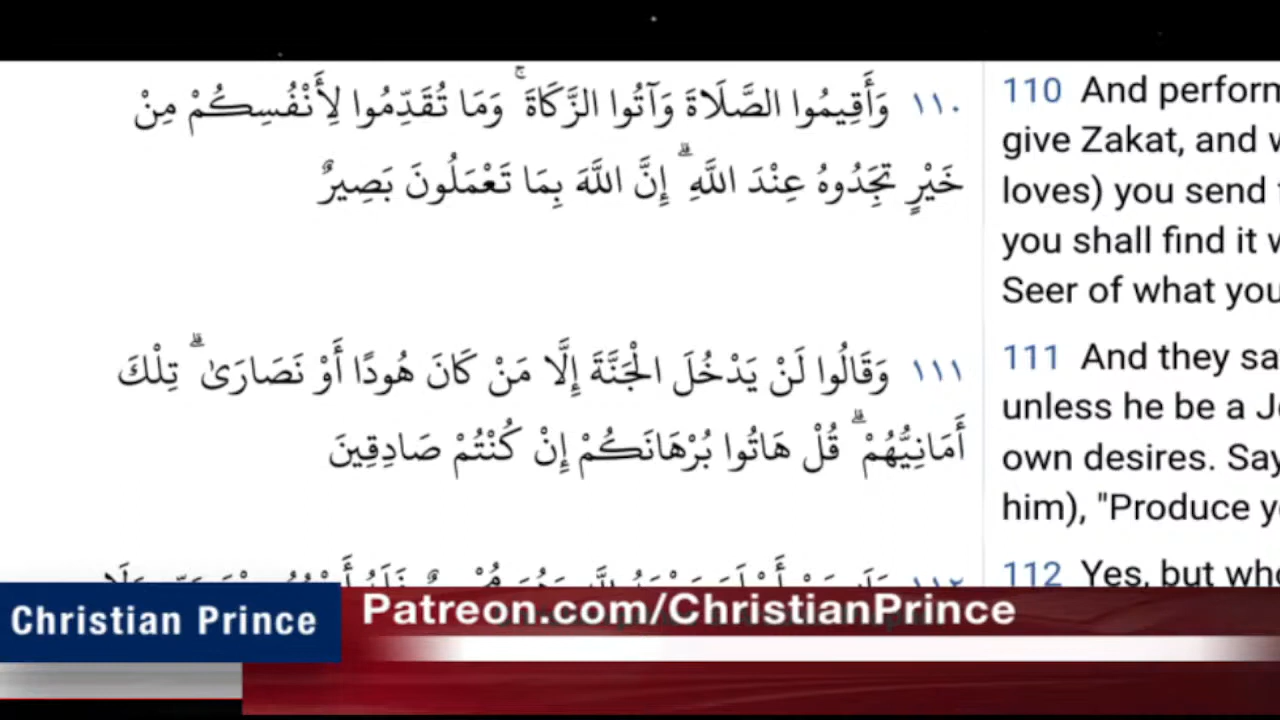 ١١٠ وَأَقِيمُوا الصَّلَاةَ وَآتُوا الزَّكَاةَ ۚ وَمَا تُقَدِّمُوا لِأَنْفُسِكُمْ مِنْ
خَيْرٍ تَجِدُوهُ عِنْدَ اللَّهِ ۗ إِنَّ اللَّهَ بِمَا تَعْمَلُونَ بَصِيرٌ
١١١ وَقَالُوا لَنْ يَدْخُلَ الْجَنَّةَ إِلَّا مَنْ كَانَ هُودًا أَوْ نَصَارَىٰ ۗ تِلْكَ
أَمَانِيُّهُمْ ۗ قُلْ هَاتُوا بُرْهَانَكُمْ إِنْ كُنْتُمْ صَادِقِينَ
١١٢
110 And perform
give Zakat, and w
loves) you send f
you shall find it w
Seer of what you
111 And they sa
unless he be a J
own desires. Say
him), "Produce y
112 Yes, but who
Christian Prince
Patreon.com/ChristianPrince